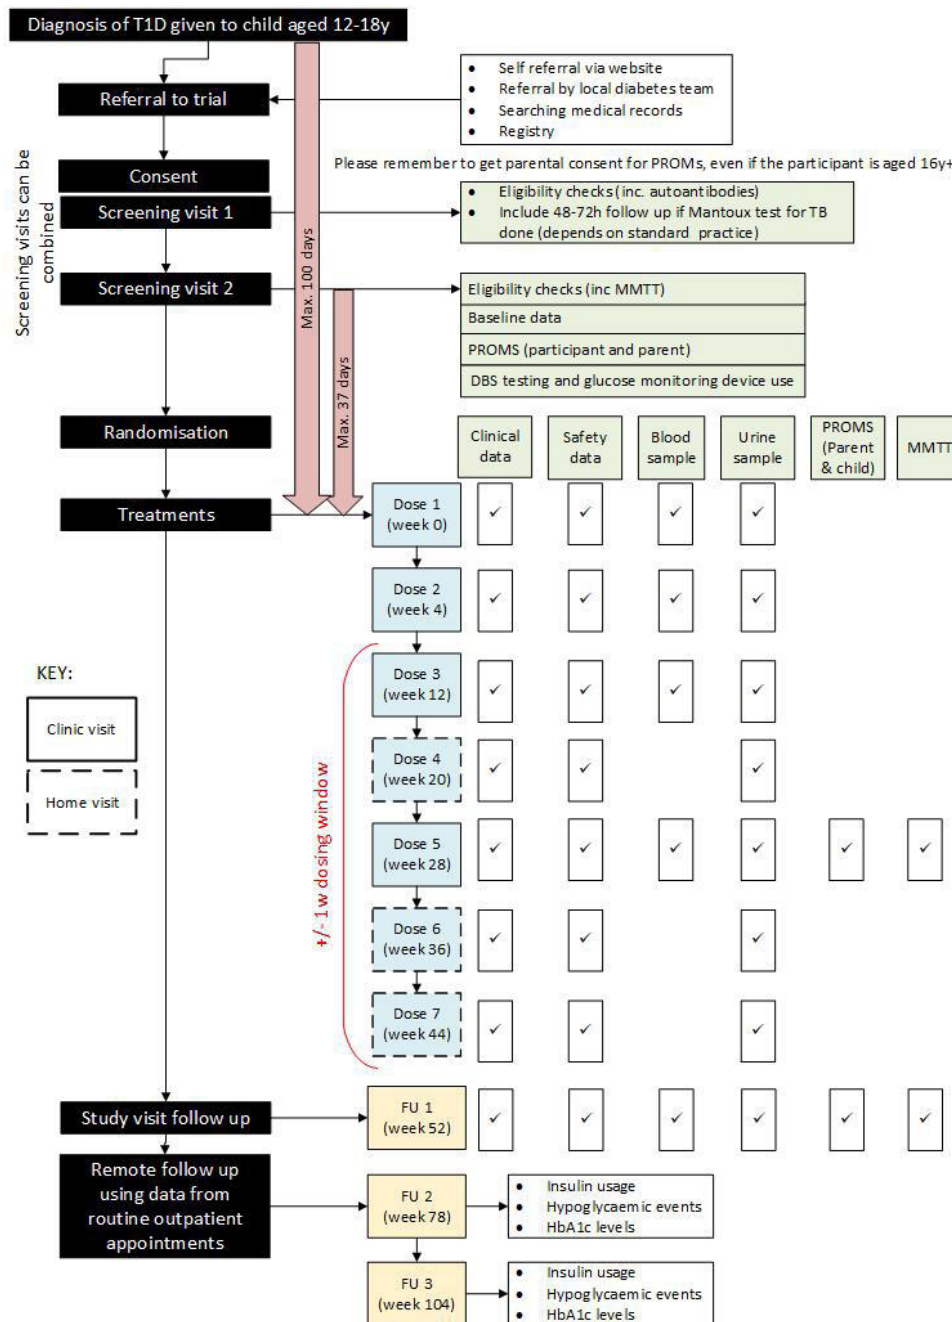 Diagnosis of T1D given to child aged 12-18y
Referral to trial
Self referral via website
Referral by local diabetes team
Searching medical records
Registry
Please remember to get parental consent for PROMs, even if the participant is aged 16y+
Consent
Screening visits can be
combined
Screening visit 1
Eligibility checks (inc. autoantibodies)
Include 48-72h follow up if Mantoux test for TB
done (depends on standard practice)
Screening visit 2
Eligibility checks (inc MMTT)
Baseline data
PROMS (participant and parent)
DBS testing and glucose monitoring device use
Max. 100 days
Max. 37 days
Randomisation
Clinical
data
Safety
data
Blood
sample
Urine
sample
PROMS
(Parent
& child)
MMTT
Treatments
Dose 1
(week 0)
✓ ✓ ✓ ✓
Dose 2
(week 4)
✓ ✓ ✓ ✓
KEY:
Clinic visit
Home visit
+/- 1w dosing window
Dose 3
(week 12)
✓ ✓ ✓ ✓
Dose 4
(week 20)
✓ ✓ ✓
Dose 5
(week 28)
✓ ✓ ✓ ✓ ✓ ✓
Dose 6
(week 36)
✓ ✓ ✓
Dose 7
(week 44)
✓ ✓ ✓
Study visit follow up
FU 1
(week 52)
✓ ✓ ✓ ✓ ✓ ✓
Remote follow up
using data from
routine outpatient
appointments
FU 2
(week 78)
Insulin usage
Hypoglycaemic events
HbA1c levels
FU 3
(week 104)
Insulin usage
Hypoglycaemic events
HbA1c levels